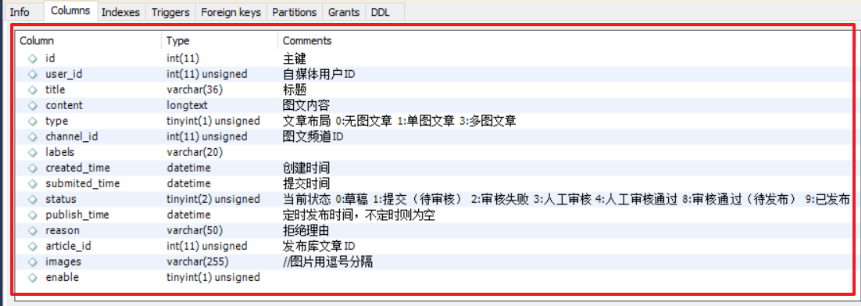 Info Columns Indexes Triggers Foreign keys Partitions Grants DDL
Column Type Comments
id int(11) 主键
user_id int(11) unsigned 自媒体用户ID
title varchar(36) 标题
content longtext 图文内容
type tinyint(1) unsigned 文章布局 0:无图文章 1:单图文章 3:多图文章
channel_id int(11) unsigned 图文频道ID
labels varchar(20)
created_time datetime 创建时间
submited_time datetime 提交时间
status tinyint(2) unsigned 当前状态 0:草稿 1:提交（待审核） 2:审核失败 3:人工审核 4:人工审核通过 8:审核通过（待发布） 9:已发布
publish_time datetime 定时发布时间，不定时则为空
reason varchar(50) 拒绝理由
article_id int(11) unsigned 发布库文章ID
images varchar(255) //图片用逗号分隔
enable tinyint(1) unsigned